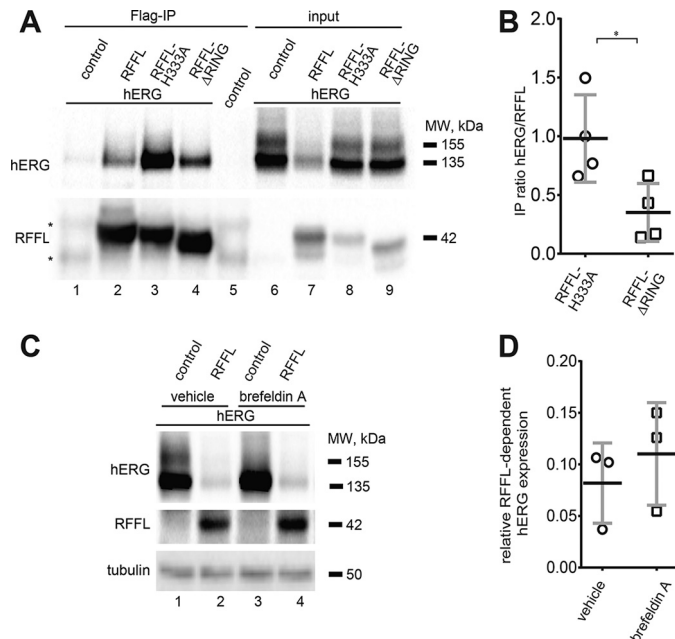 A
Flag-IP
input
control
RFFL
RFFL-
H333A
RFFL-
ΔRING
control
control
RFFL
RFFL-
H333A
RFFL-
ΔRING
hERG
hERG
MW, kDa
hERG
155
135
RFFL
*
*
42
1 2 3 4 5 6 7 8 9
B
IP ratio hERG/RFFL
2.0
1.5
1.0
0.5
0.0
*
RFFL-
H333A
RFFL-
ΔRING
C
control
RFFL
control
RFFL
vehicle
brefeldin A
hERG
MW, kDa
hERG
155
135
RFFL
42
tubulin
50
1 2 3 4
D
relative RFFL-dependent
hERG expression
0.20
0.15
0.10
0.05
0.00
vehicle
brefeldin A